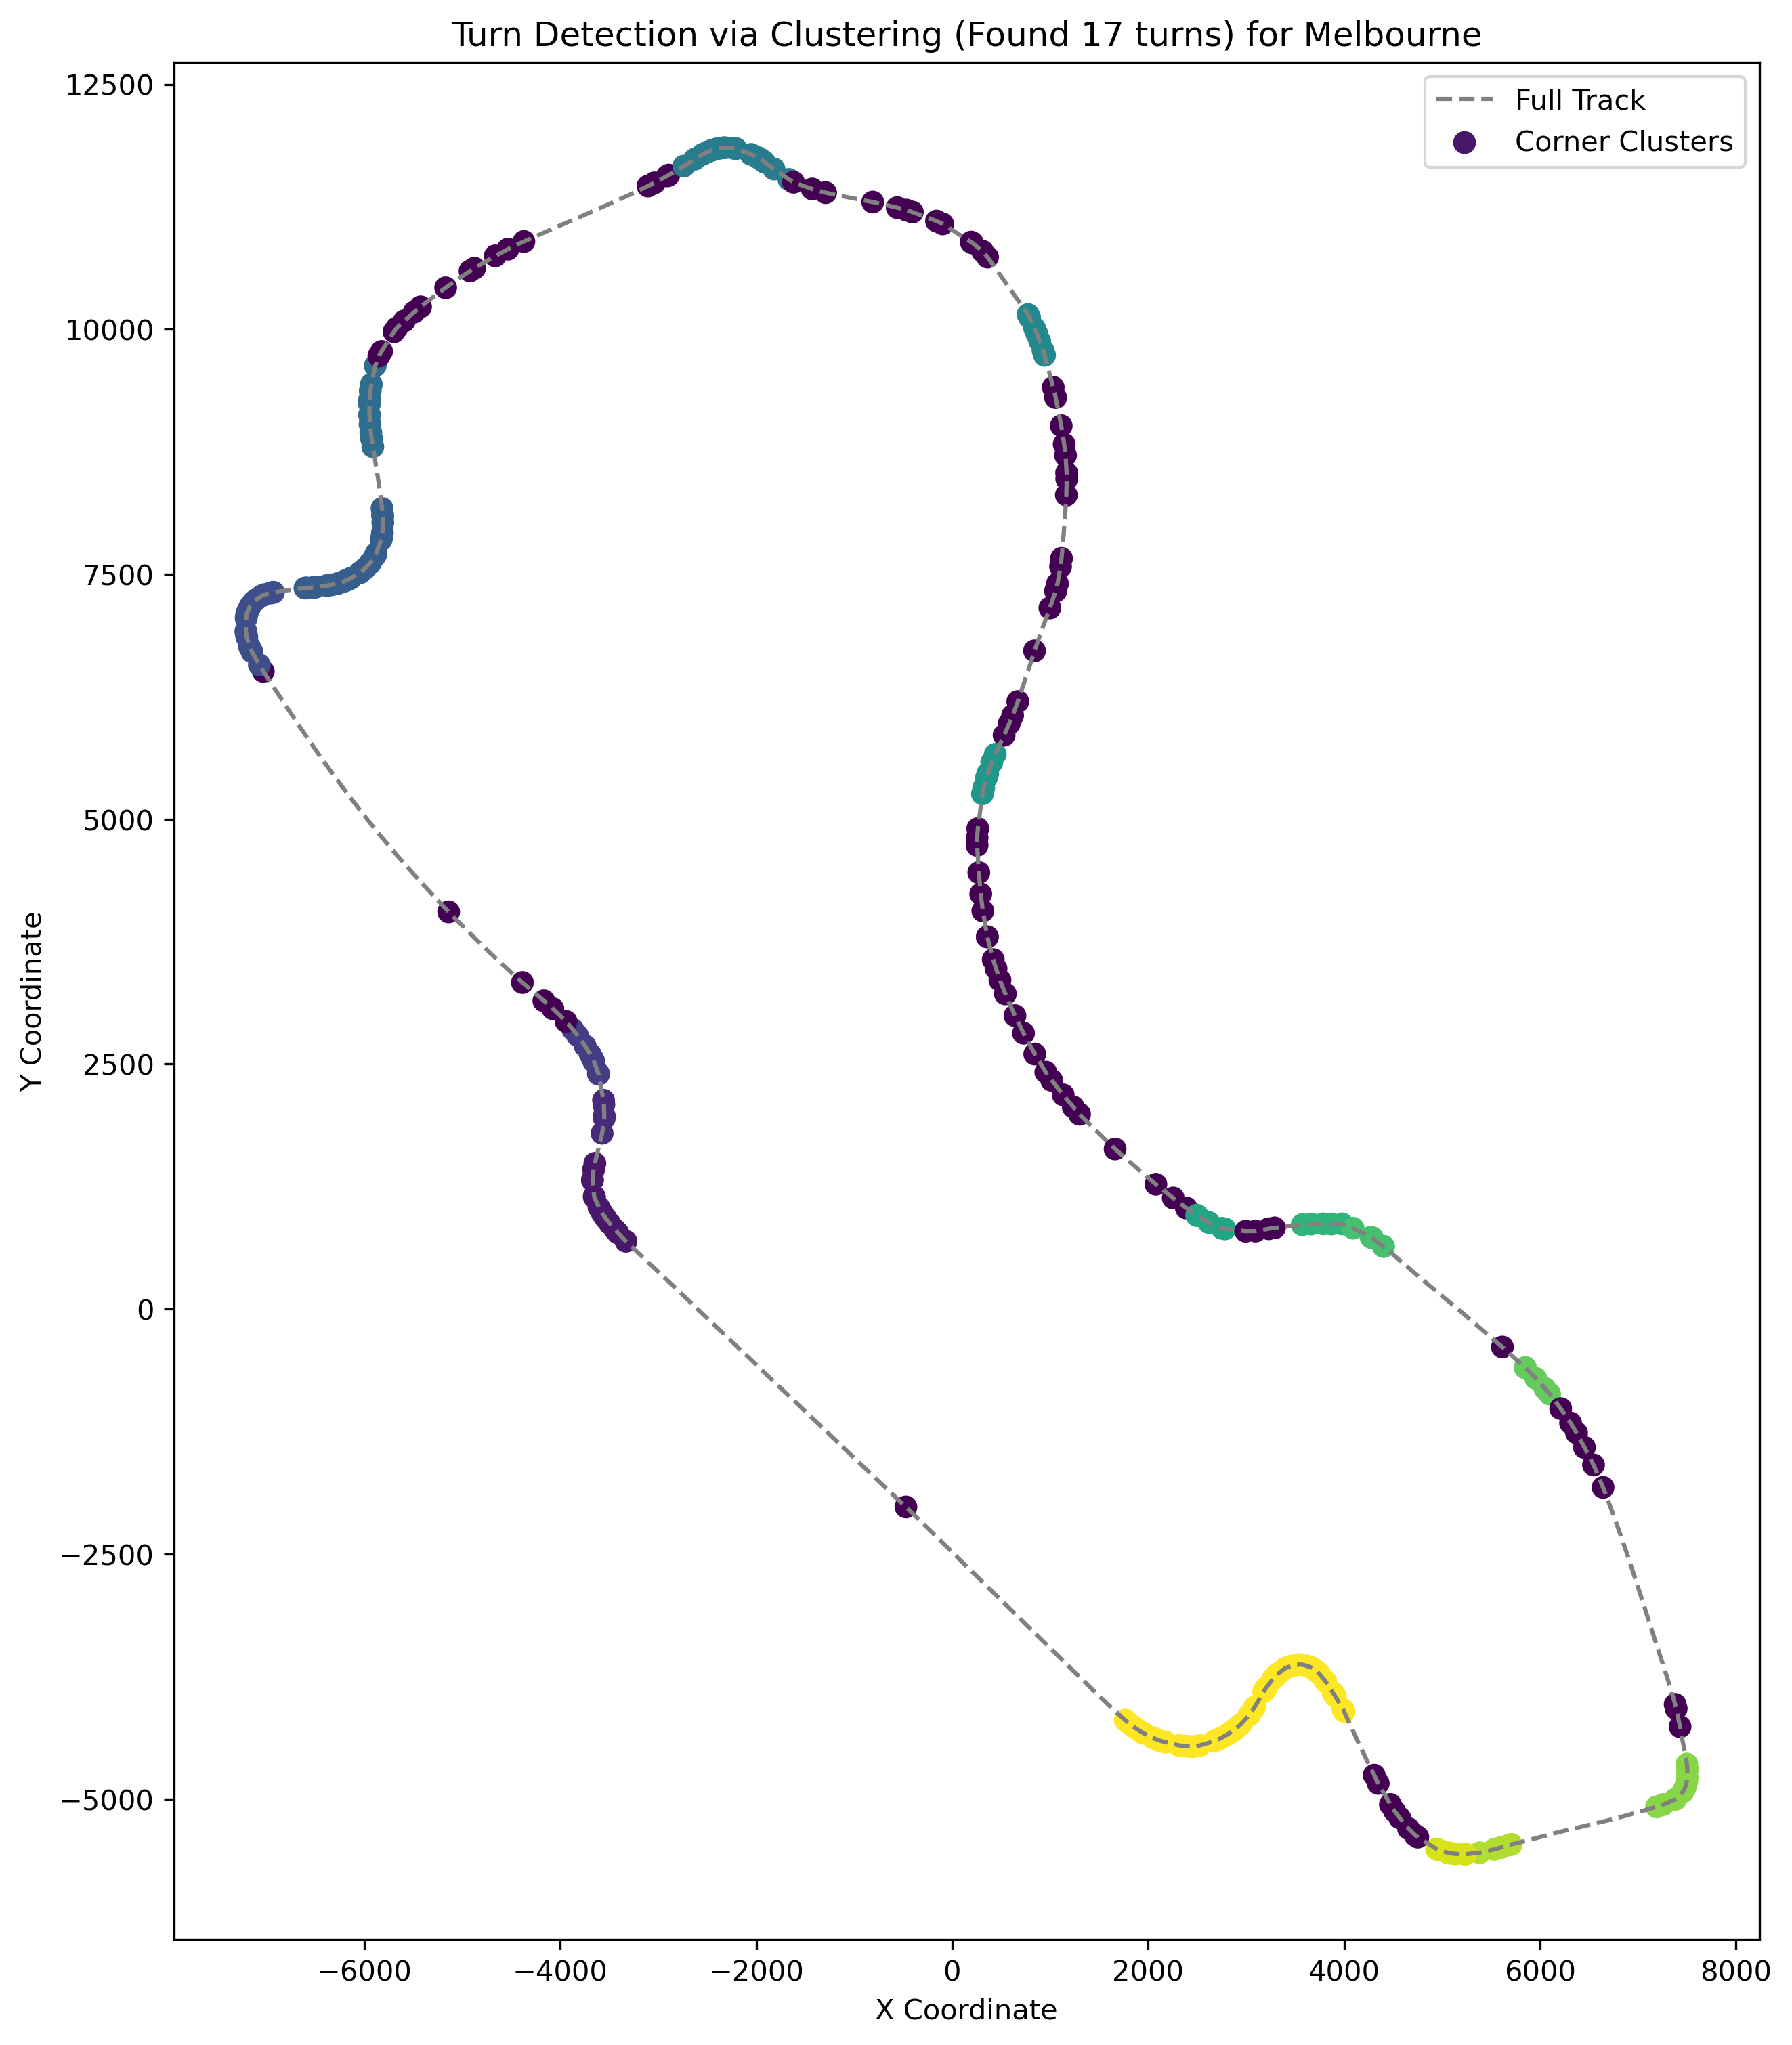 Turn Detection via Clustering (Found 17 turns) for Melbourne
Full Track
Corner Clusters
12500
10000
7500
5000
2500
0
−2500
−5000
Y Coordinate
−6000 −4000 −2000 0 2000 4000 6000 8000
X Coordinate